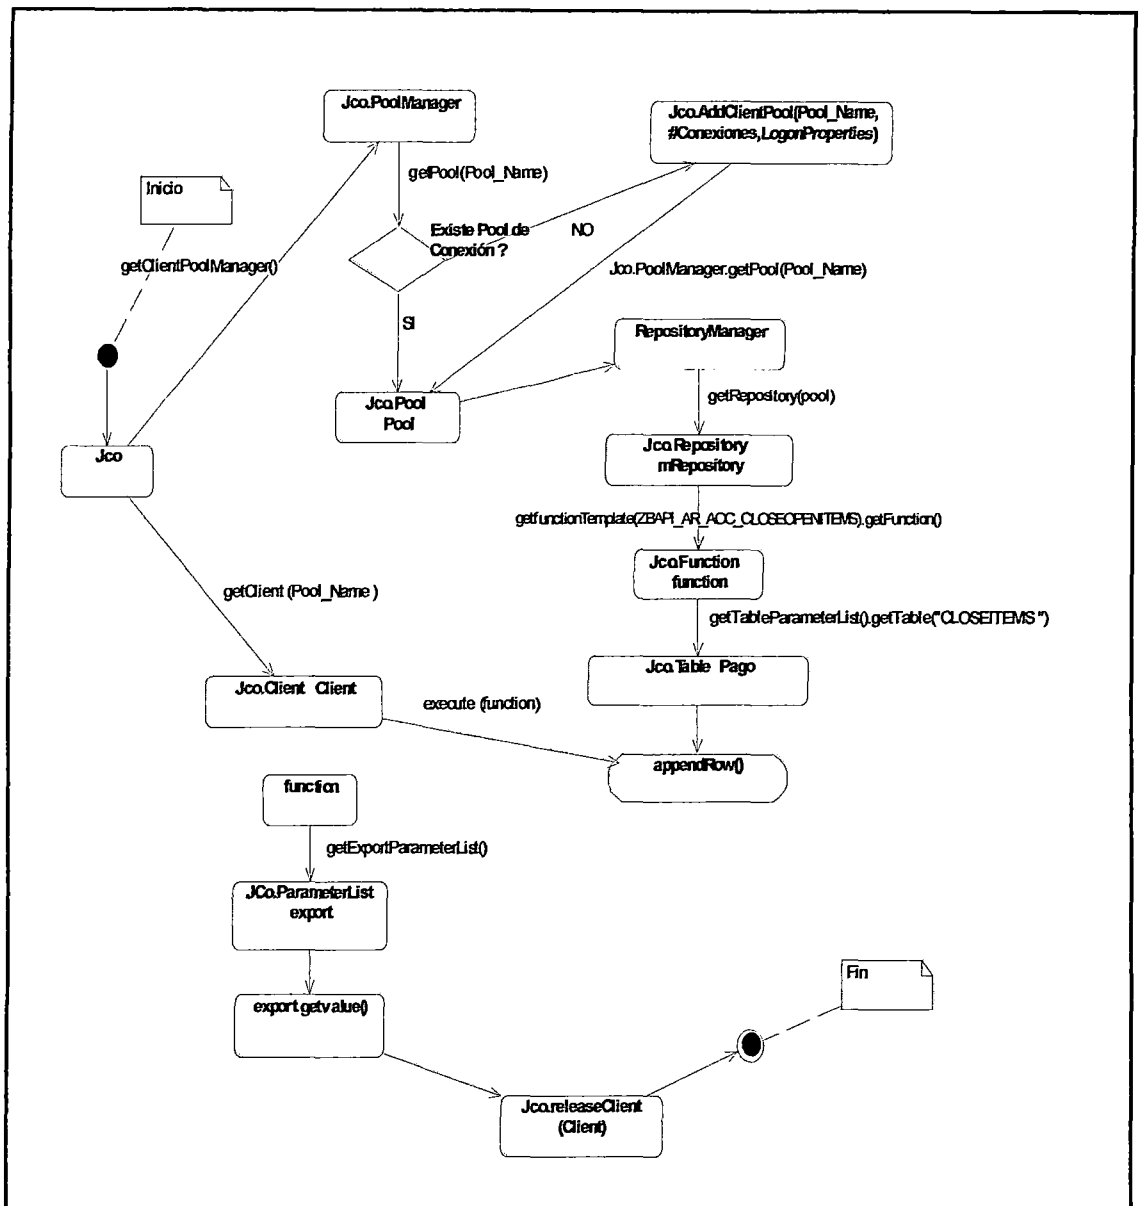 Jco.PoolManager
Jco.AddClientPool(Pool_Name,
#Conexiones,LogonProperties)
getPool(Pool_Name)
Inicio
Existe Pool de
Conexión ?
NO
getClientPoolManager()
Jco.PoolManager.getPool(Pool_Name)
SI
RepositoryManager
getRepository(pool)
Jco.Pool
Pool
Jco.Repository
mRepository
Jco
getfunctionTemplate(ZBAPI_AR_ACC_CLOSEOPENITEMS).getFunction()
Jco.Function
function
getClient (Pool_Name )
getTableParameterList().getTable("CLOSEITEMS ")
Jco.Table Pago
Jco.Client Client
execute (function)
appendRow()
function
getExportParameterList()
JCo.ParameterList
export
Fin
export.getvalue()
Jco.releaseClient
(Client)